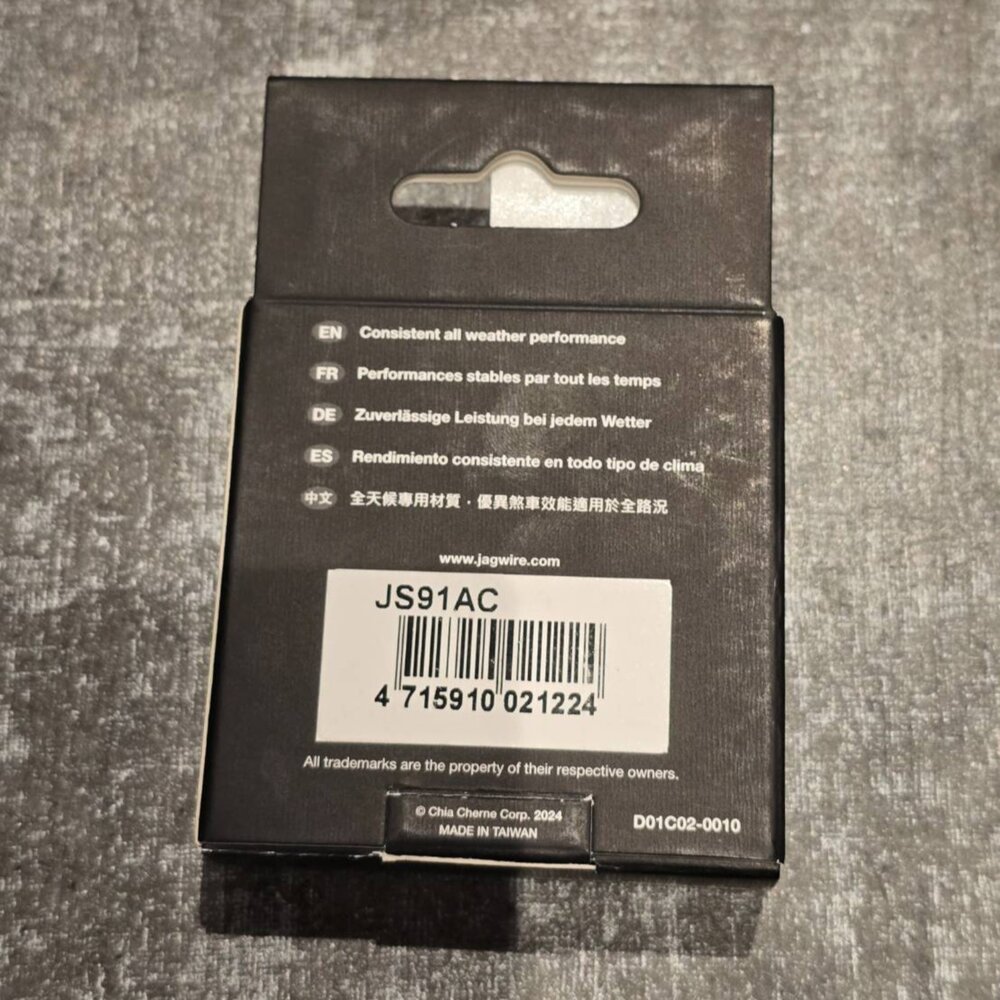 EN Consistent all weather performance
FR Performances stables par tout les temps
DE Zuverlässige Leistung bei jedem Wetter
ES Rendimiento consistente en todo tipo de clima
中文 全天候專用材質・優異煞車效能適用於全路況
www.jagwire.com
JS91AC
4 715910 021224
All trademarks are the property of their respective owners.
© Chia Cherne Corp. 2024
MADE IN TAIWAN
D01C02-0010